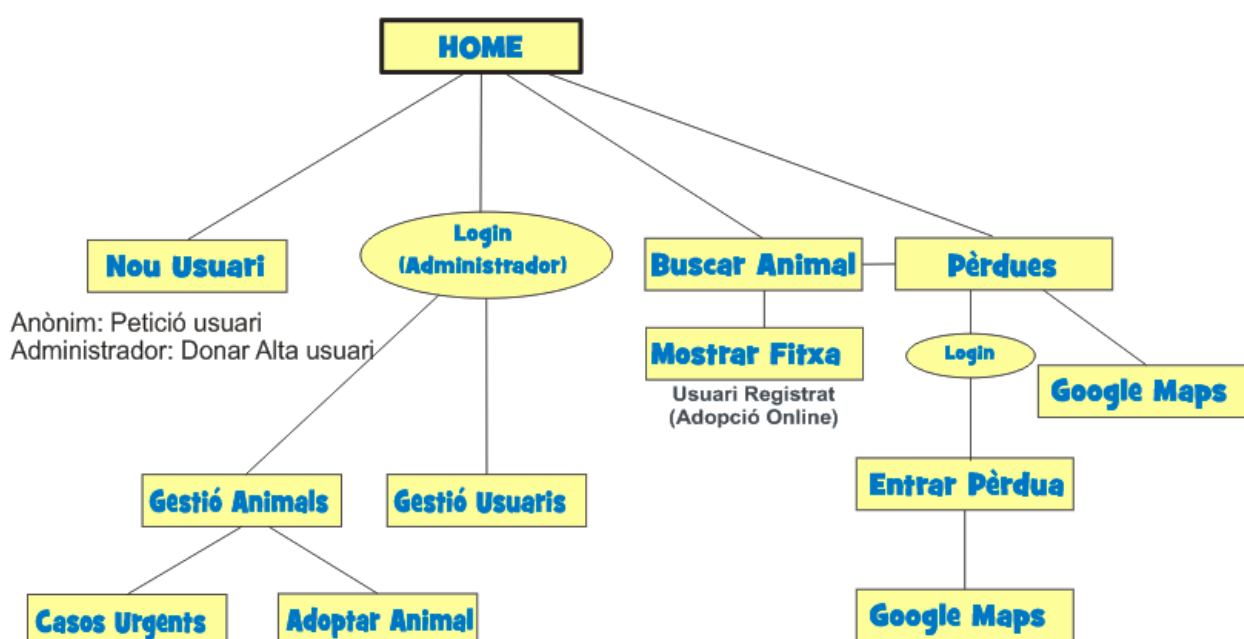 HOME
Nou Usuari
Login
(Administrador)
Buscar Animal
Pèrdues
Anònim: Petició usuari
Administrador: Donar Alta usuari
Mostrar Fitxa
Login
Google Maps
Usuari Registrat
(Adopció Online)
Gestió Animals
Gestió Usuaris
Entrar Pèrdua
Casos Urgents
Adoptar Animal
Google Maps